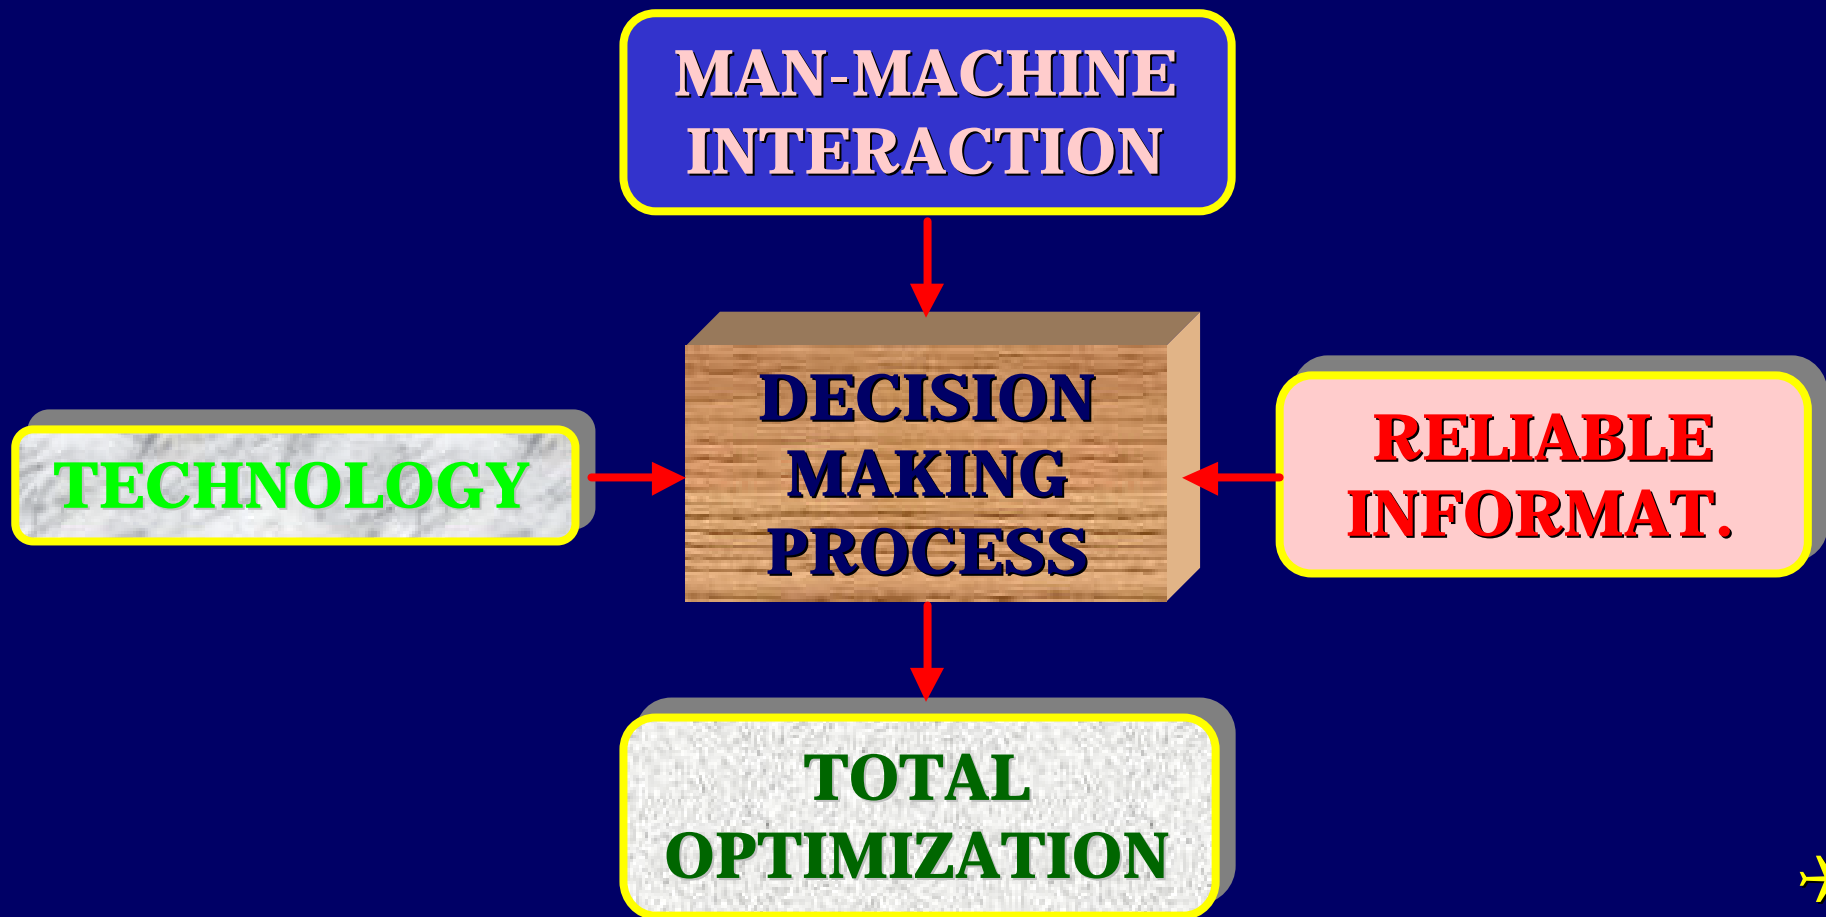 MAN-MACHINE
INTERACTION
DECISION
MAKING
PROCESS
TECHNOLOGY
RELIABLE
INFORMAT.
TOTAL
OPTIMIZATION